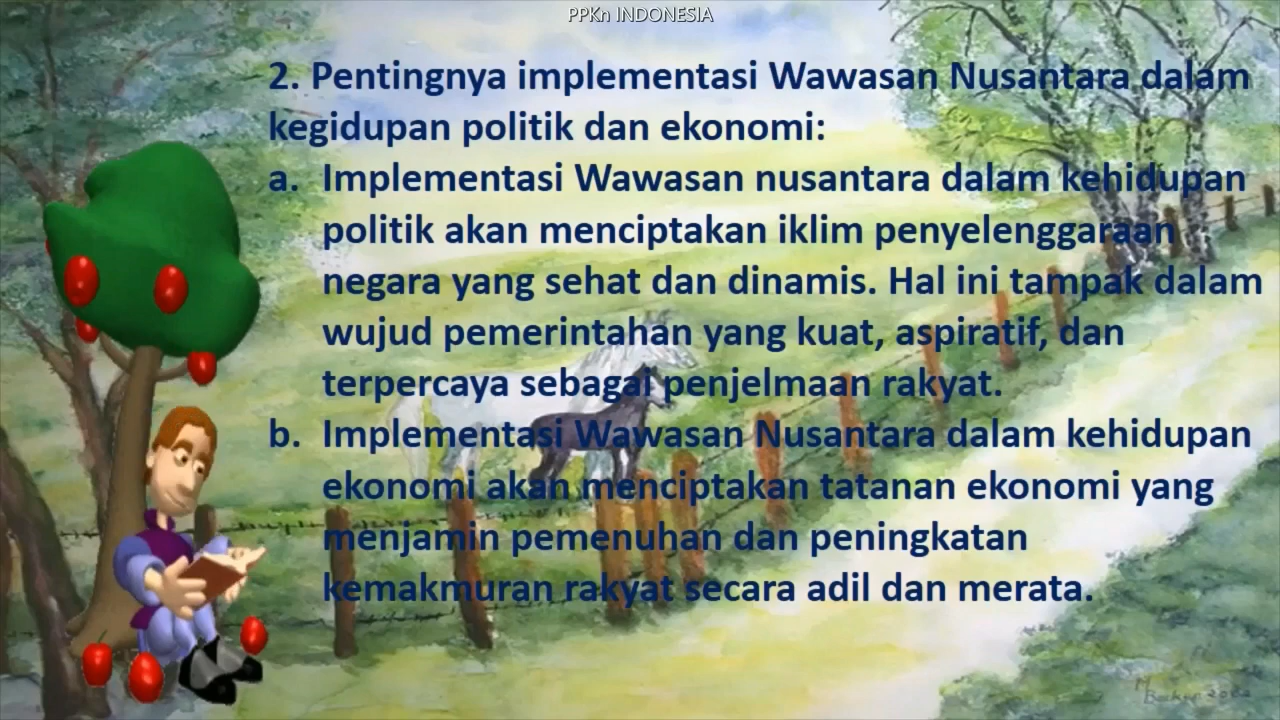 PPKn INDONESIA
2. Pentingnya implementasi Wawasan Nusantara dalam
kegidupan politik dan ekonomi:
a. Implementasi Wawasan nusantara dalam kehidupan
politik akan menciptakan iklim penyelenggaraan
negara yang sehat dan dinamis. Hal ini tampak dalam
wujud pemerintahan yang kuat, aspiratif, dan
terpercaya sebagai penjelmaan rakyat.
b. Implementasi Wawasan Nusantara dalam kehidupan
ekonomi akan menciptakan tatanan ekonomi yang
menjamin pemenuhan dan peningkatan
kemakmuran rakyat secara adil dan merata.